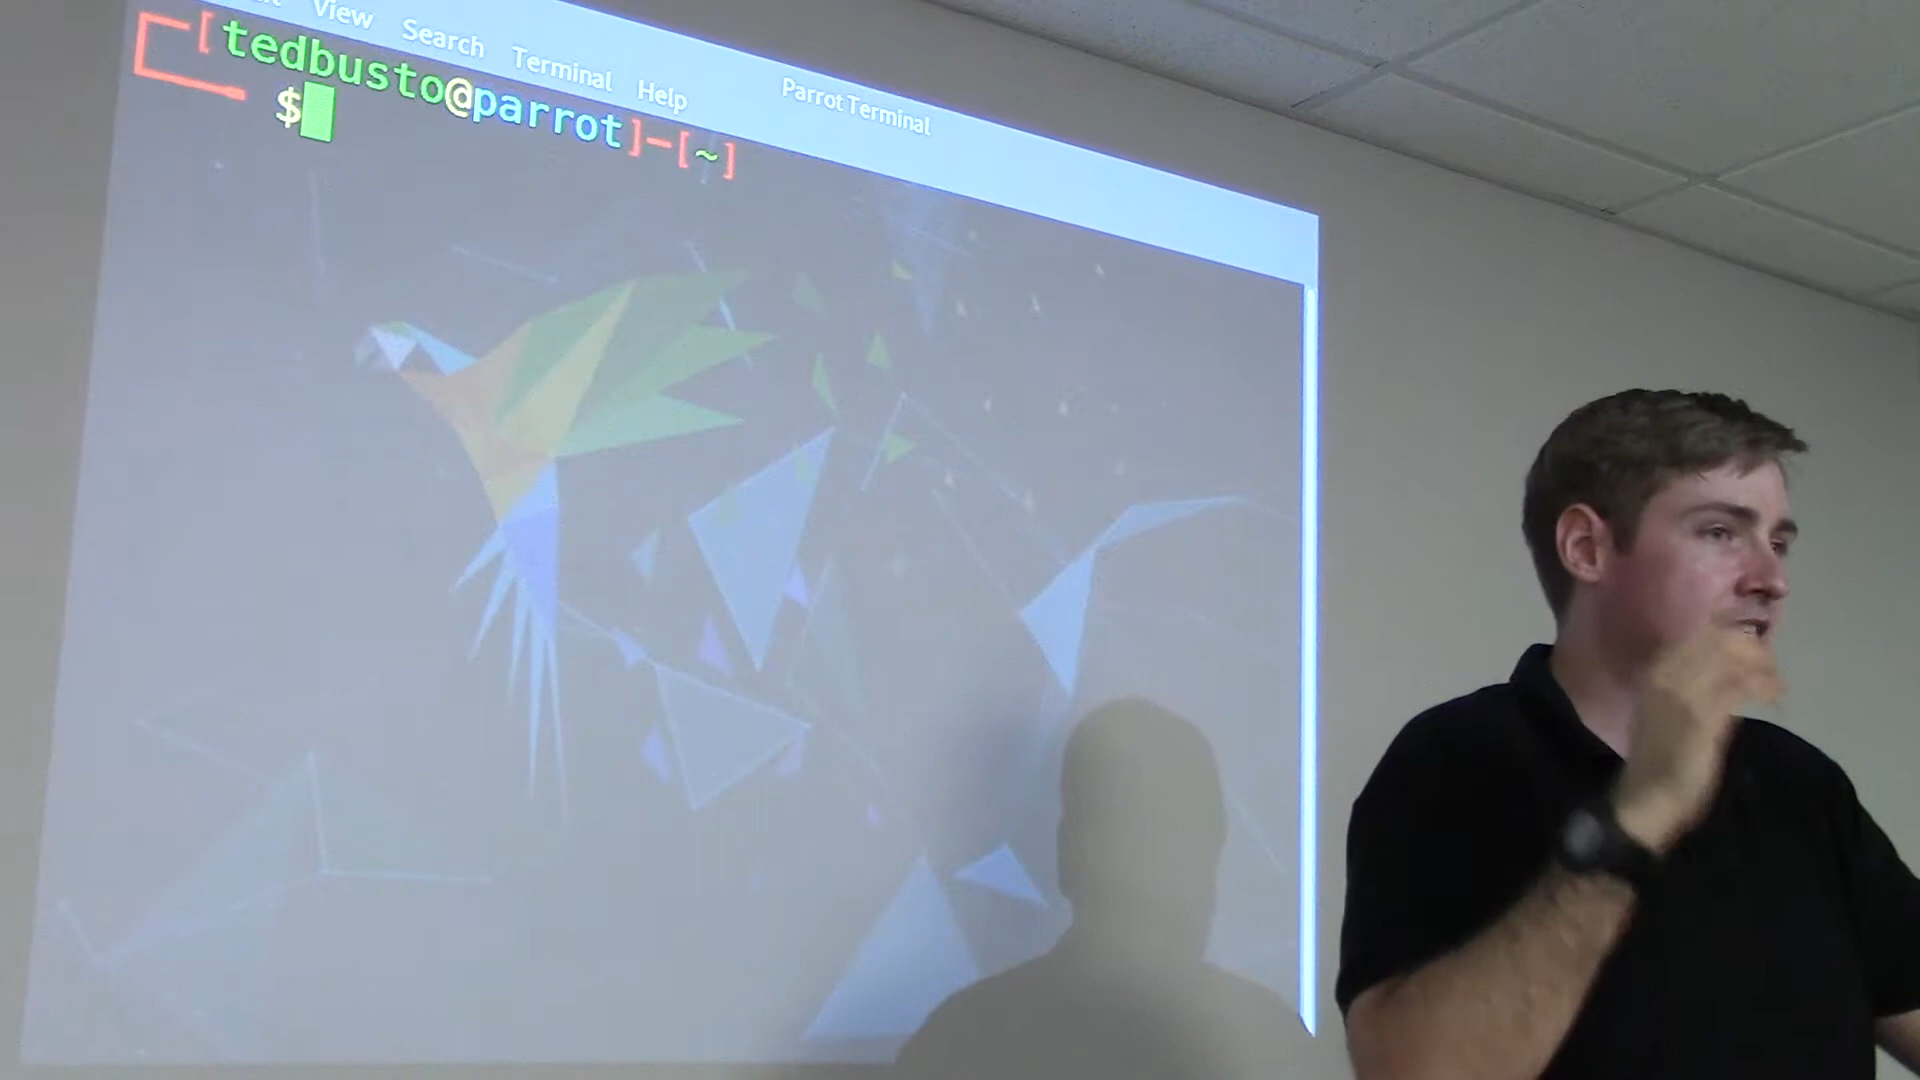 View Search Terminal Help Parrot Terminal
[tedbusto@parrot]─[~]
$